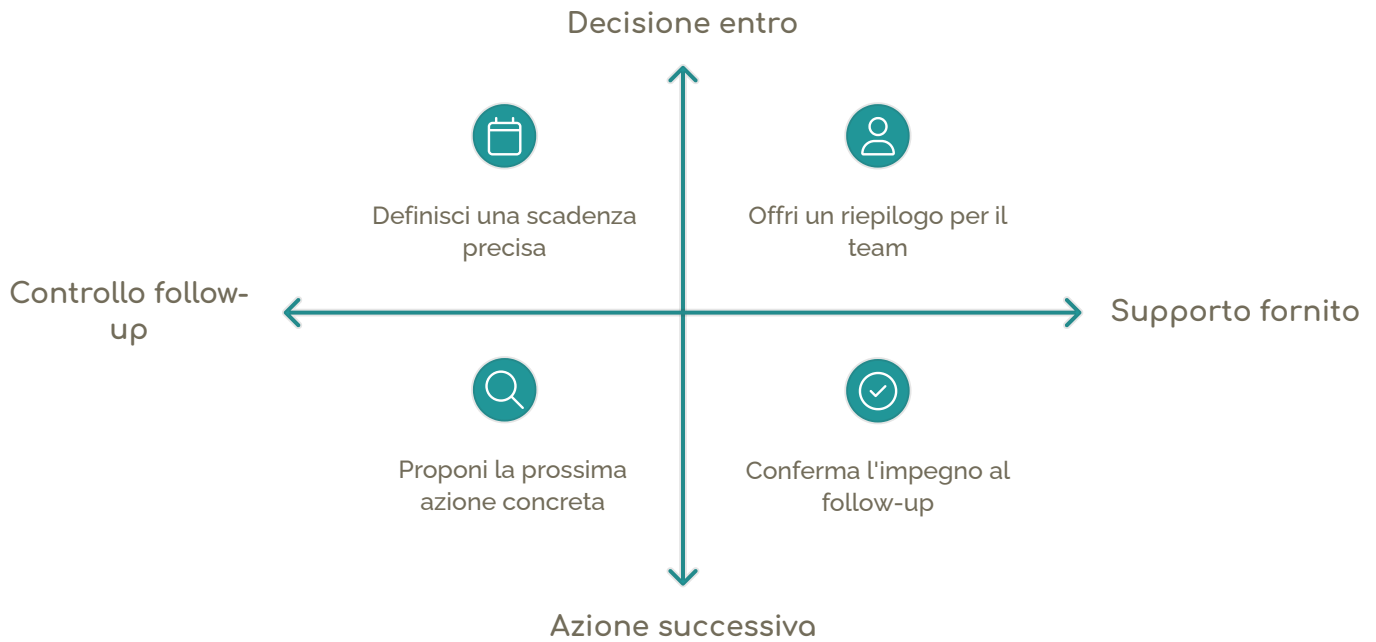 Decisione entro
Definisci una scadenza
precisa
Offri un riepilogo per il
team
Controllo follow-
up
Supporto fornito
Proponi la prossima
azione concreta
Conferma l'impegno al
follow-up
Azione successiva